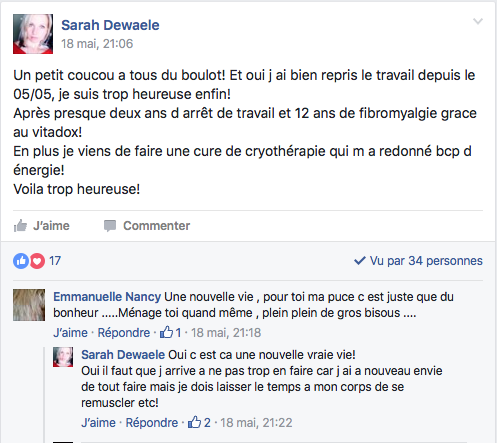 Sarah Dewaele
18 mai, 21:06
Un petit coucou a tous du boulot! Et oui j ai bien repris le travail depuis le
05/05, je suis trop heureuse enfin!
Après presque deux ans d arrêt de travail et 12 ans de fibromyalgie grace
au vitadox!
En plus je viens de faire une cure de cryothérapie qui m a redonné bcp d
énergie!
Voila trop heureuse!
J'aime Commenter
17 Vu par 34 personnes
Emmanuelle Nancy Une nouvelle vie , pour toi ma puce c est juste que du
bonheur .....Ménage toi quand même , plein plein de gros bisous ....
J'aime · Répondre · 1 · 18 mai, 21:18
Sarah Dewaele Oui c est ca une nouvelle vraie vie!
Oui il faut que j arrive a ne pas trop en faire car j ai a nouveau envie
de tout faire mais je dois laisser le temps a mon corps de se
remuscler etc!
J'aime · Répondre · 2 · 18 mai, 21:22